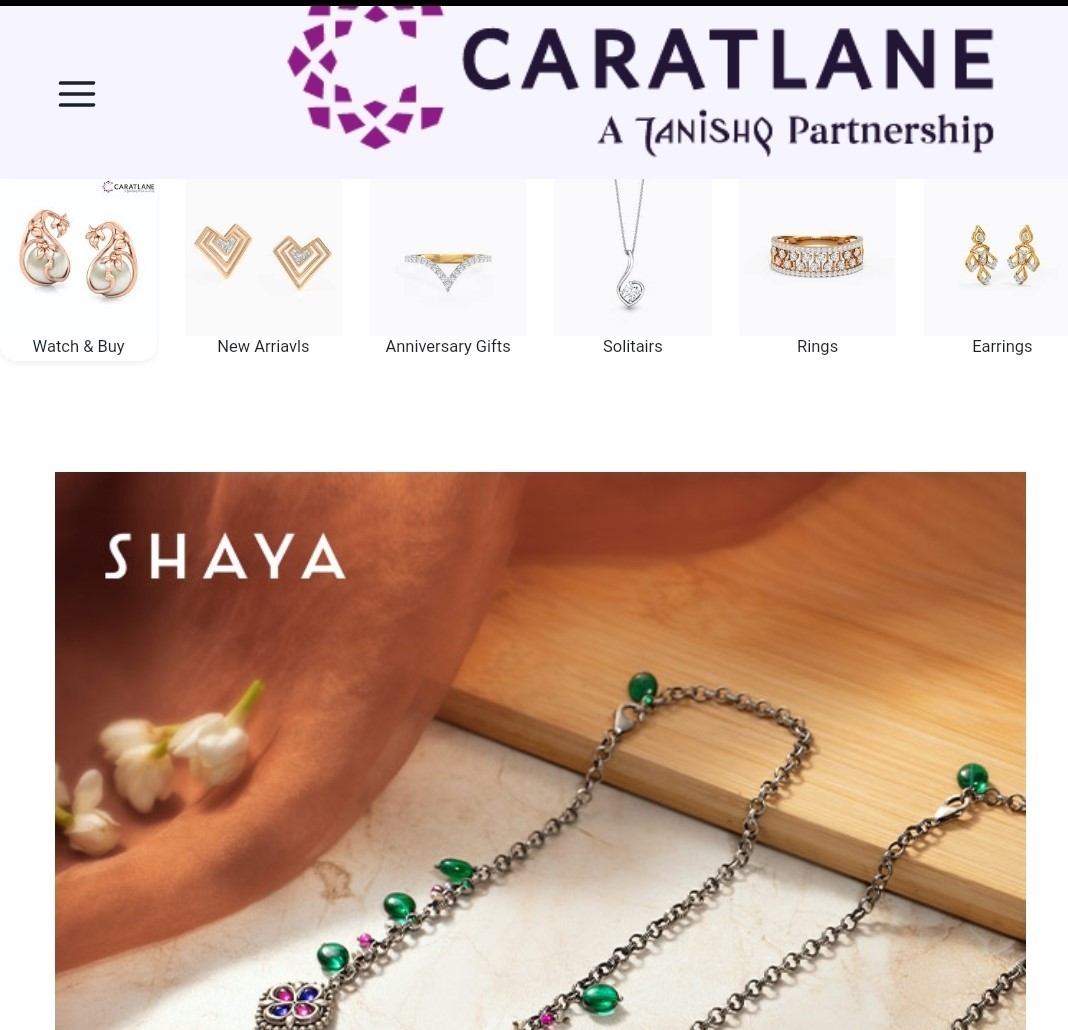 CARATLANE
A TANISHQ Partnership
CARATLANE
Watch & Buy
New Arriavls
Anniversary Gifts
Solitairs
Rings
Earrings
SHAYA